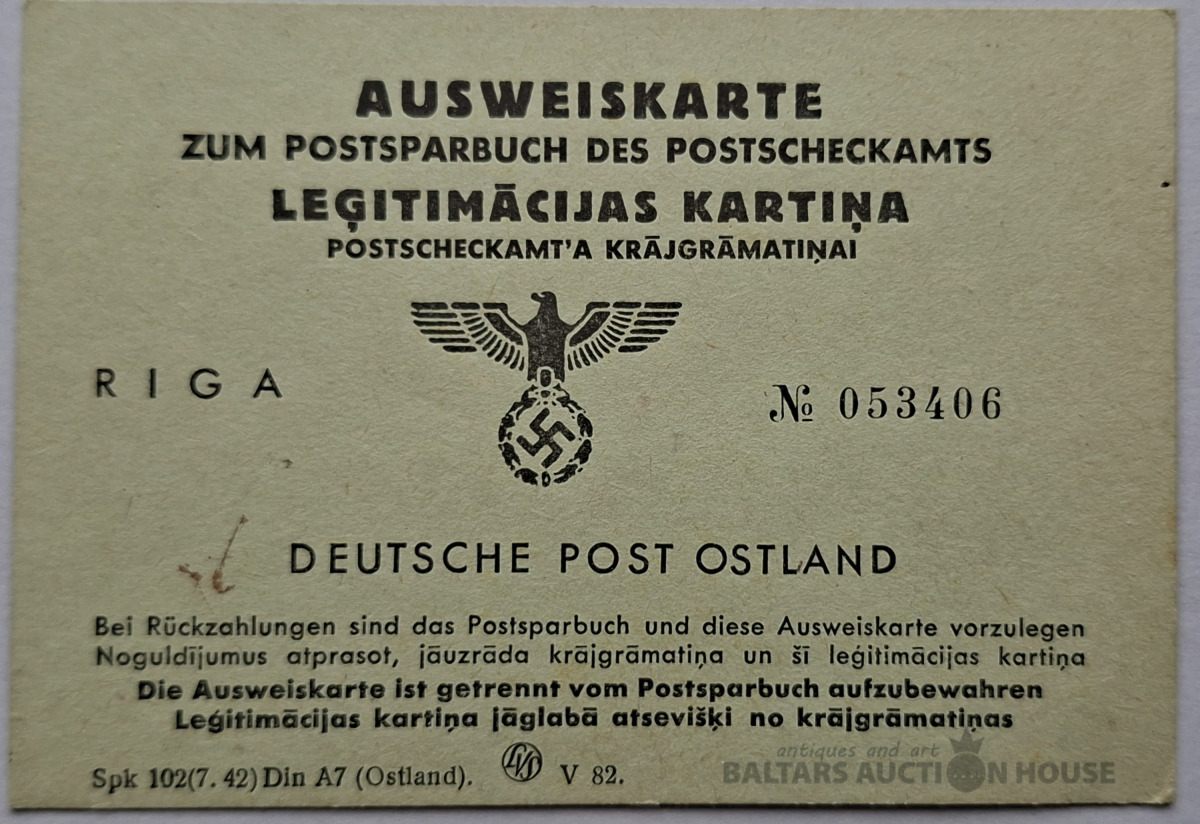 AUSWEISKARTE
ZUM POSTSPARBUCH DES POSTSCHECKAMTS
LEĢITIMĀCIJAS KARTIŅA
POSTSCHECKAMT'A KRĀJGRĀMATIŅAI
RIGA
№ 053406
DEUTSCHE POST OSTLAND
Bei Rückzahlungen sind das Postsparbuch und diese Ausweiskarte vorzulegen
Noguldījumus atprasot, jāuzrāda krājgrāmatiņa un šī leģitimācijas kartiņa
Die Ausweiskarte ist getrennt vom Postsparbuch aufzubewahren
Leģitimācijas kartiņa jāglabā atsevišķi no krājgrāmatiņas
Spk 102(7. 42) Din A7 (Ostland). V 82.
antiques and art
BALTARS AUCTION HOUSE